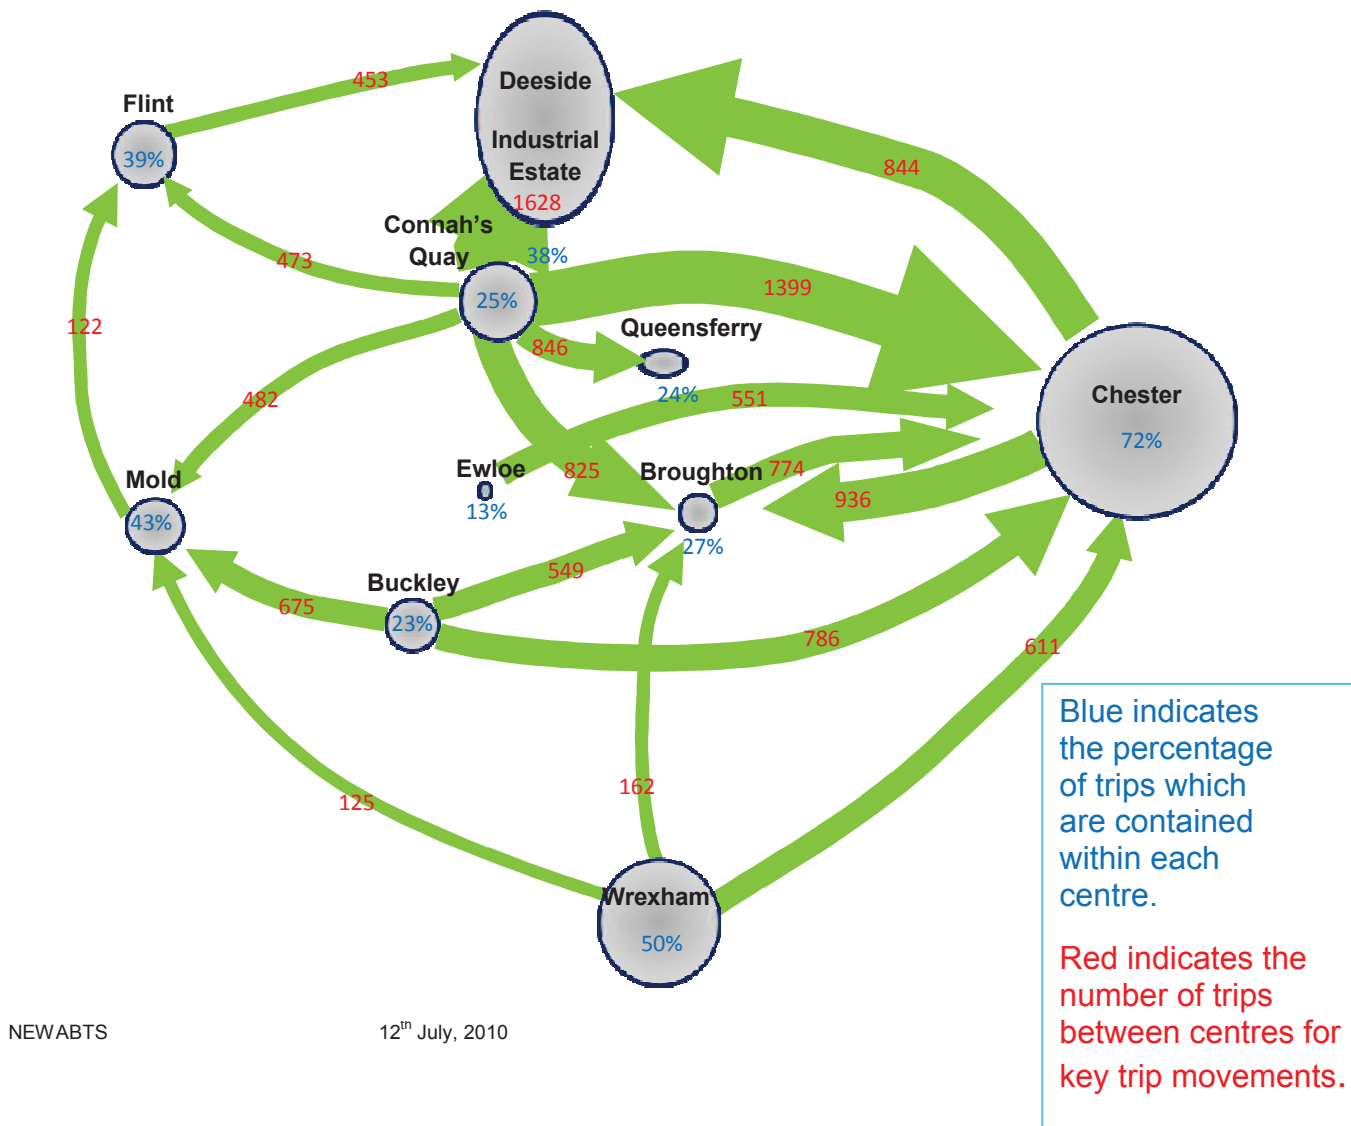 Deeside
453
Flint
Industrial
39%
Estate
844
1628
Connah's
Quay
38%
473
1399
25%
122
Queensferry
846
24%
551
482
Chester
72%
Ewloe
825
Broughton
774
Mold
13%
936
43%
27%
549
Buckley
675
23%
786
611
162
125
Wrexham
50%
Blue indicates
the percentage
of trips which
are contained
within each
centre.
Red indicates the
number of trips
between centres for
key trip movements.
NEWABTS 12th July, 2010